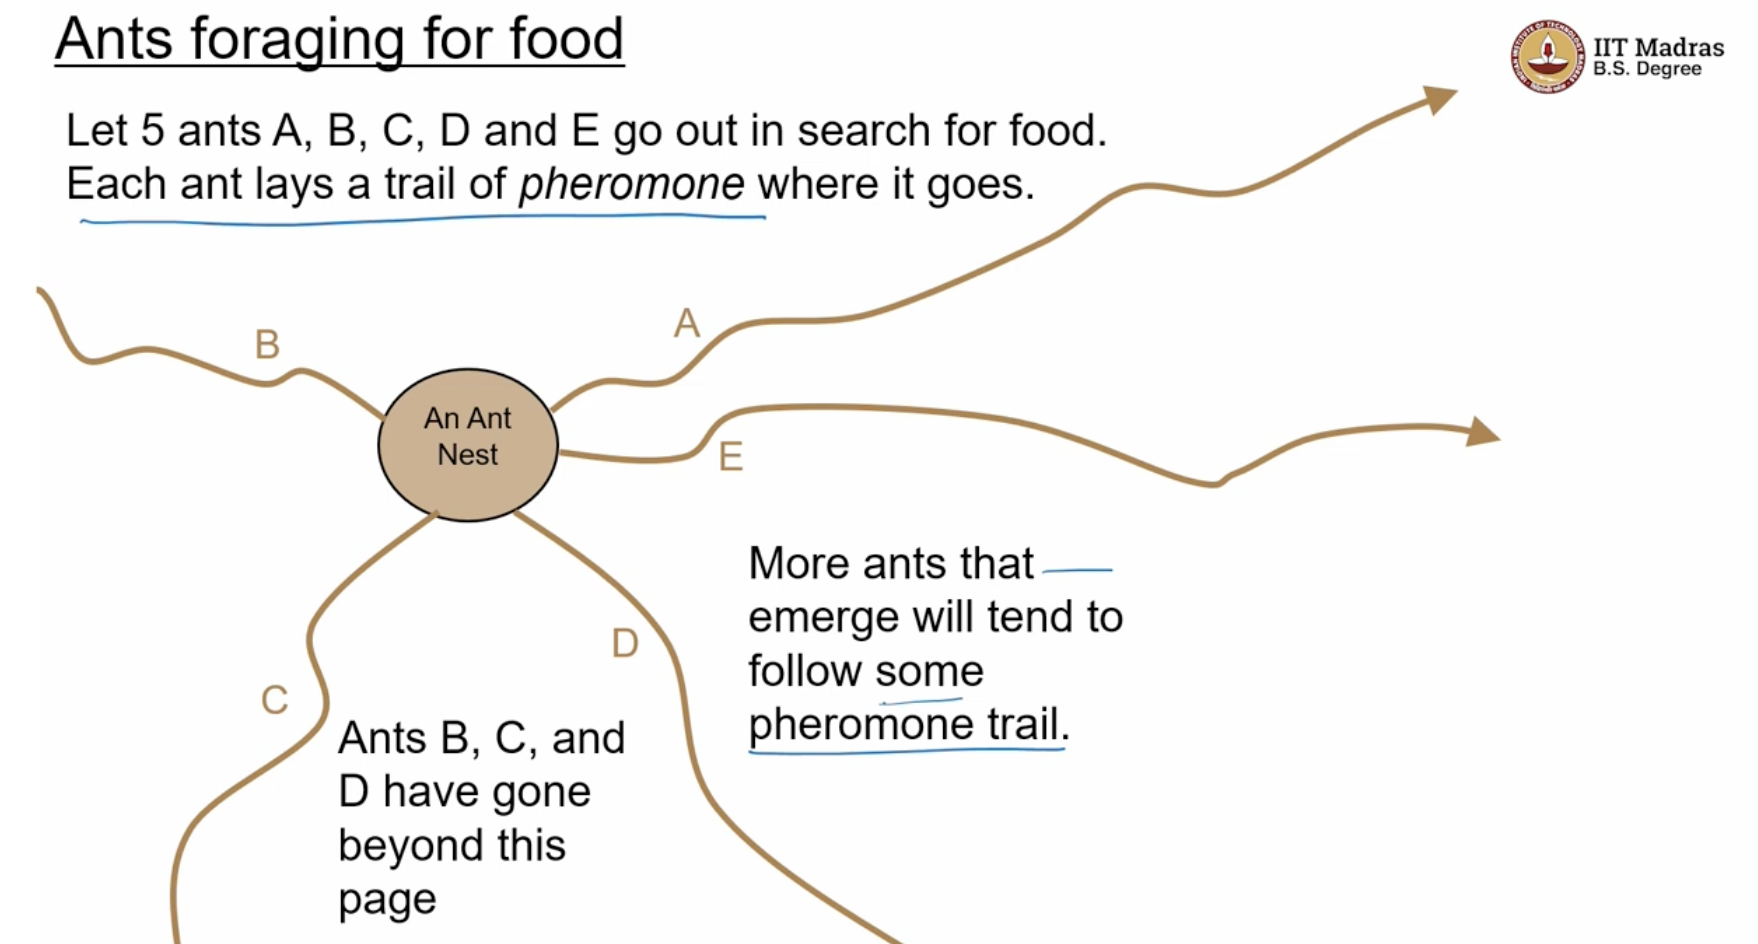 Ants foraging for food
IIT Madras
B.S. Degree
Let 5 ants A, B, C, D and E go out in search for food.
Each ant lays a trail of pheromone where it goes.
B
A
An Ant
Nest
E
More ants that
emerge will tend to
follow some
pheromone trail.
D
C
Ants B, C, and
D have gone
beyond this
page